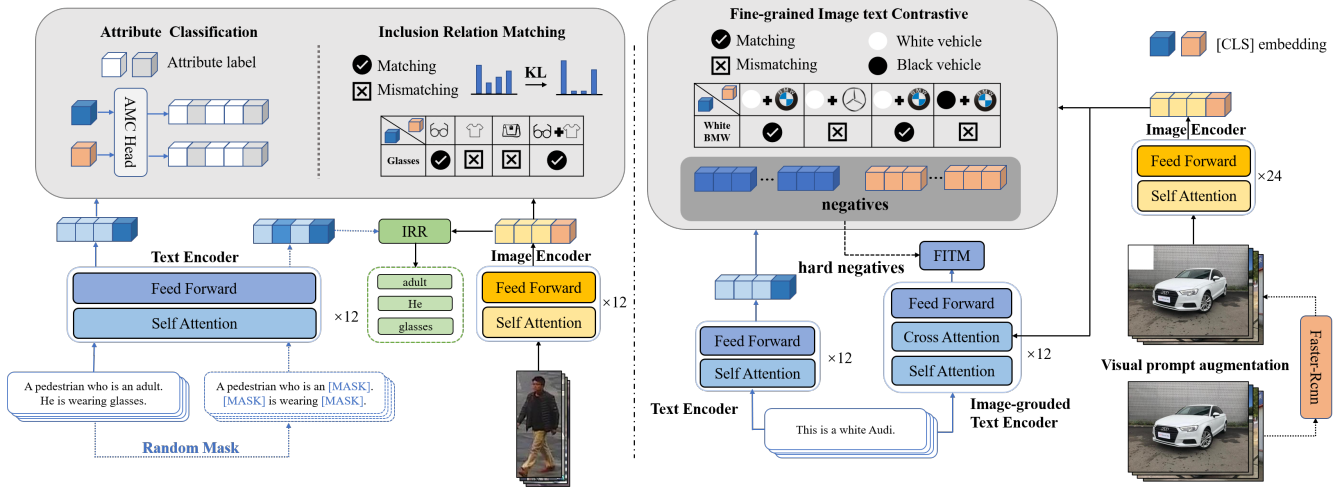 Attribute Classification
Attribute label
AMC Head
Inclusion Relation Matching
Matching
Mismatching
KL
Glasses
Text Encoder
Feed Forward
Self Attention
×12
IRR
adult
He
glasses
Image Encoder
Feed Forward
Self Attention
×12
A pedestrian who is an adult.
He is wearing glasses.
A pedestrian who is an [MASK].
[MASK] is wearing [MASK].
Random Mask
Fine-grained Image text Contrastive
Matching
White vehicle
Mismatching
Black vehicle
White
BMW
negatives
hard negatives
FITM
Feed Forward
Self Attention
×12
Text Encoder
Feed Forward
Cross Attention
Self Attention
×12
Image-grouded
Text Encoder
This is a white Audi.
[CLS] embedding
Image Encoder
Feed Forward
Self Attention
×24
Visual prompt augmentation
Faster-Rcnn